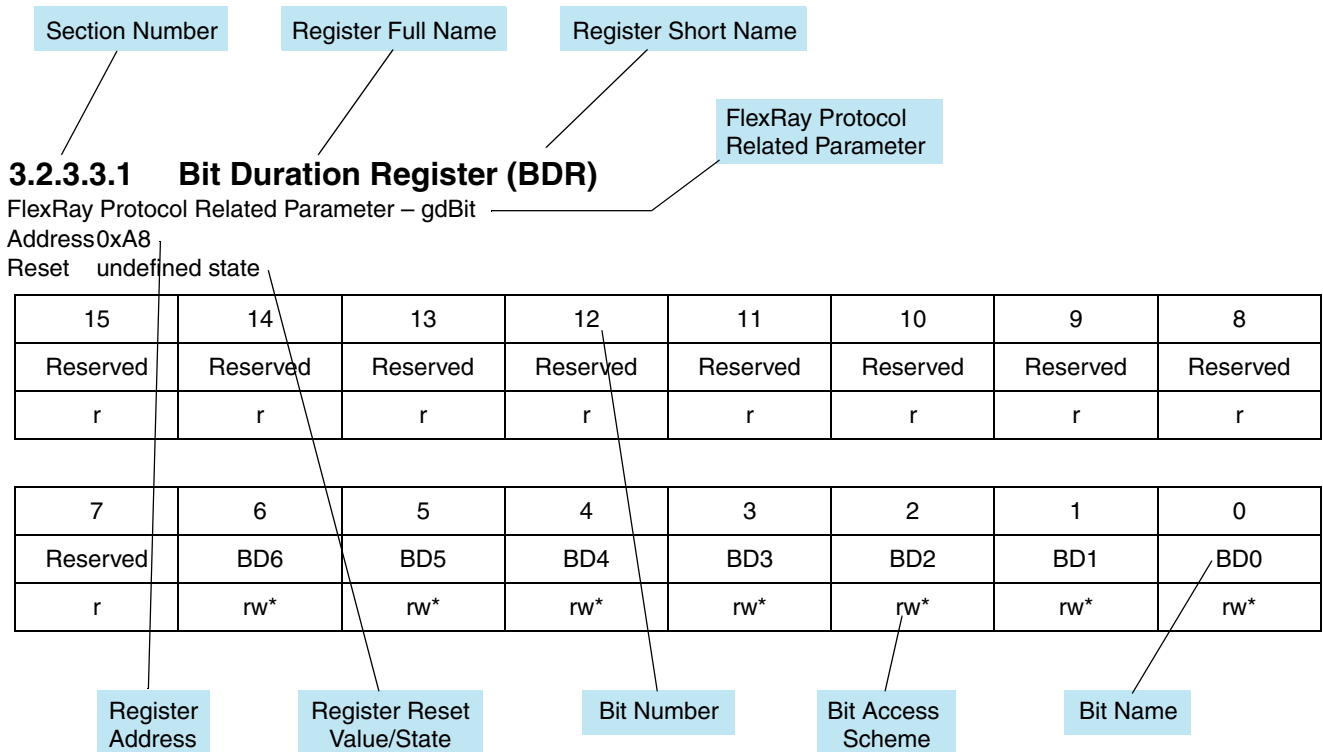 Section Number Register Full Name Register Short Name
FlexRay Protocol
Related Parameter
3.2.3.3.1 Bit Duration Register (BDR)
FlexRay Protocol Related Parameter – gdBit
Address0xA8
Reset undefined state
15 14 13 12 11 10 9 8
Reserved Reserved Reserved Reserved Reserved Reserved Reserved Reserved
r r r r r r r r
7 6 5 4 3 2 1 0
Reserved BD6 BD5 BD4 BD3 BD2 BD1 BD0
r rw* rw* rw* rw* rw* rw* rw*
Register Address
Register Reset Value/State
Bit Number
Bit Access Scheme
Bit Name